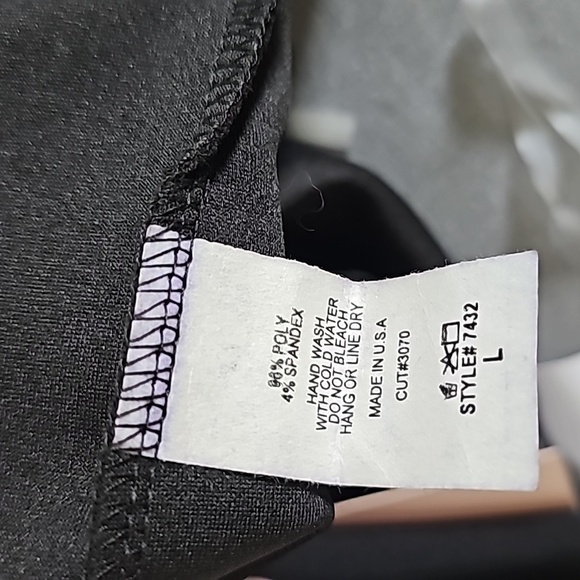 96% POLY
4% SPANDEX
HAND WASH
WITH COLD WATER
DO NOT BLEACH
HANG OR LINE DRY
MADE IN U.S.A
CUT#3070
STYLE# 7432
L